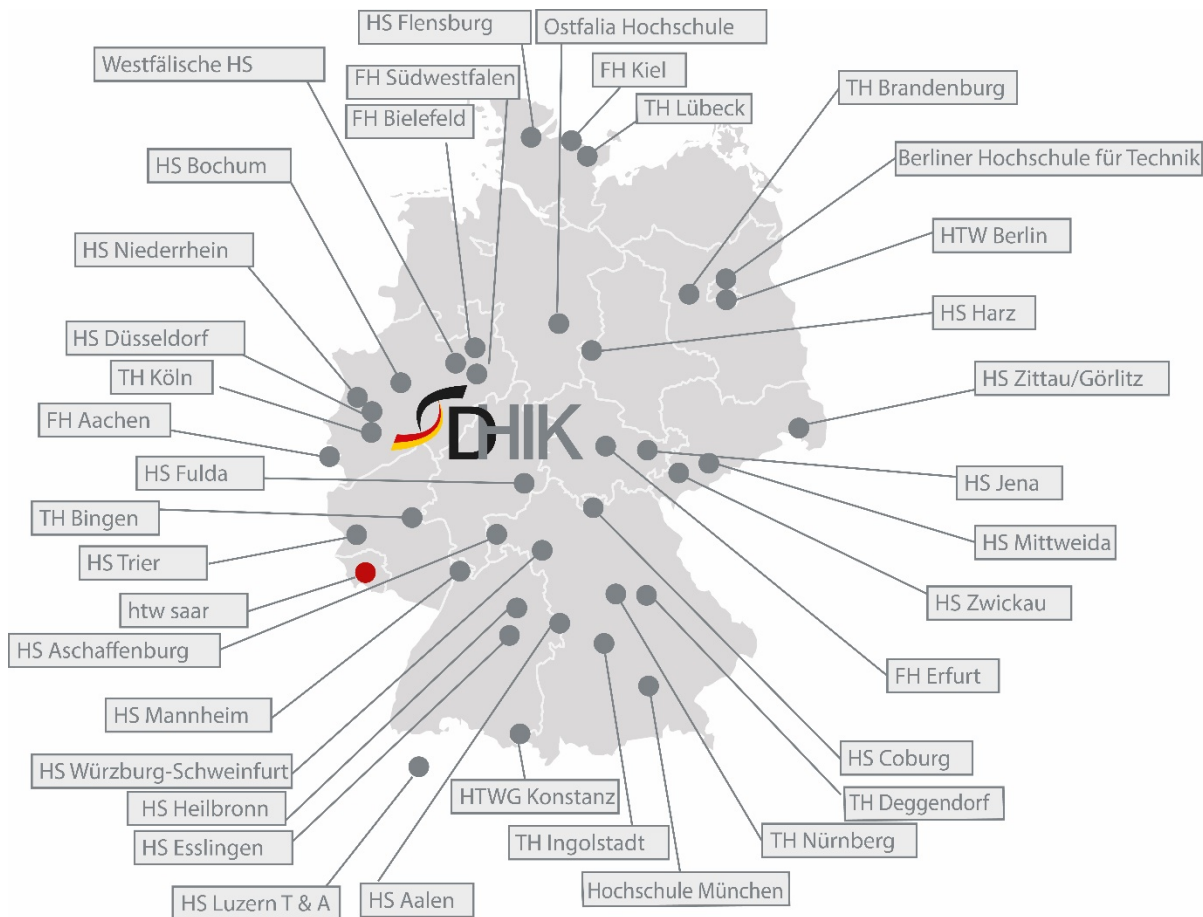 HS Flensburg
Ostfalia Hochschule
Westfälische HS
FH Südwestfalen
FH Kiel
TH Brandenburg
FH Bielefeld
TH Lübeck
HS Bochum
Berliner Hochschule für Technik
HS Niederrhein
HTW Berlin
HS Düsseldorf
HS Harz
TH Köln
HS Zittau/Görlitz
FH Aachen
DHIK
HS Fulda
HS Jena
TH Bingen
HS Mittweida
HS Trier
htw saar
HS Zwickau
HS Aschaffenburg
FH Erfurt
HS Mannheim
HS Würzburg-Schweinfurt
HS Coburg
HS Heilbronn
HTWG Konstanz
TH Deggendorf
HS Esslingen
TH Ingolstadt
TH Nürnberg
HS Luzern T & A
HS Aalen
Hochschule München